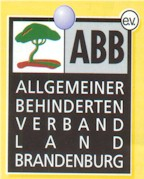 e.v.
ABB
ALLGEMEINER
BEHINDERTEN
VERBAND
LAND
BRANDENBURG